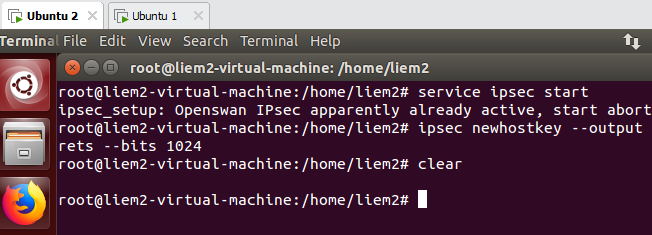 Ubuntu 2 × Ubuntu 1 ×
Terminal File Edit View Search Terminal Help
root@liem2-virtual-machine: /home/liem2
root@liem2-virtual-machine:/home/liem2# service ipsec start
ipsec_setup: Openswan IPsec apparently already active, start abort
root@liem2-virtual-machine:/home/liem2# ipsec newhostkey --output
rets --bits 1024
root@liem2-virtual-machine:/home/liem2# clear
root@liem2-virtual-machine:/home/liem2#